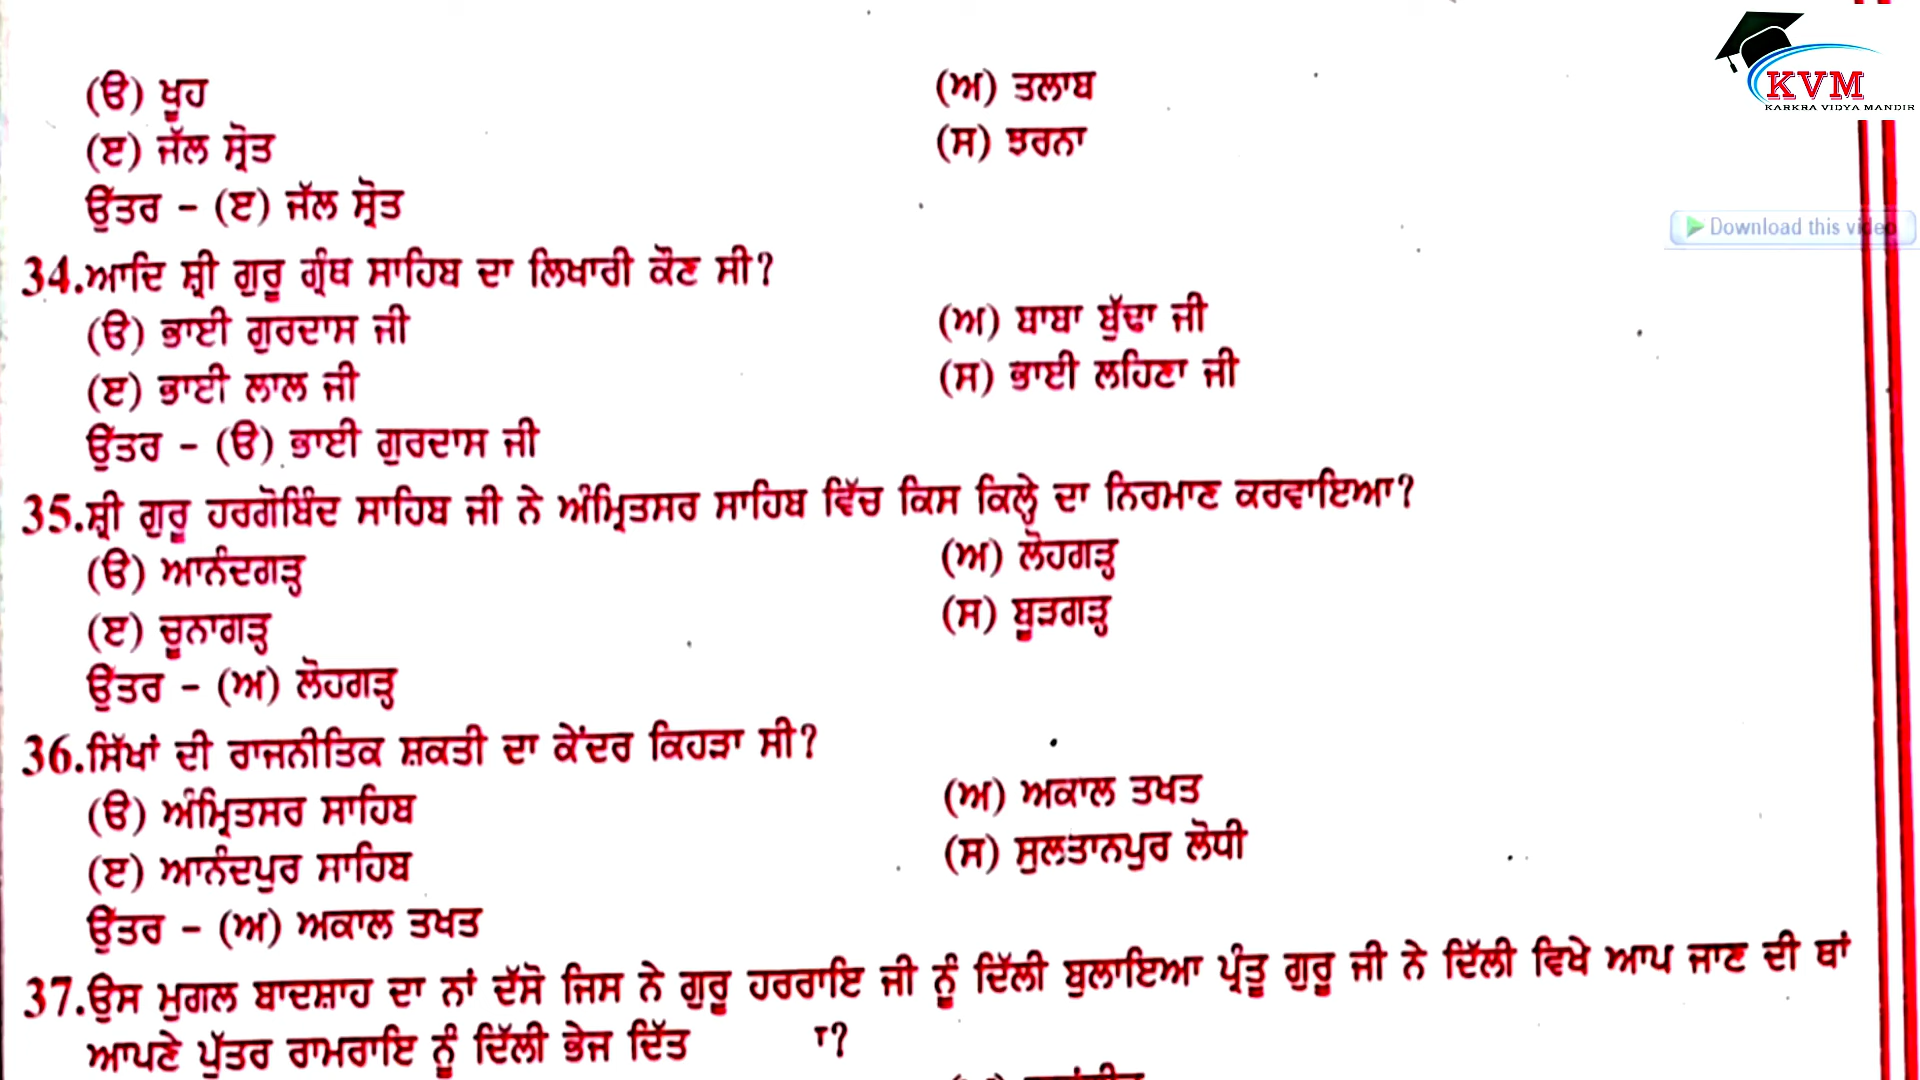 KVM
KARKRA VIDYA MANDIR
(ੳ) ਖੂਹ (ਅ) ਤਲਾਬ
(ੲ) ਜੱਲ ਸ੍ਰੋਤ (ਸ) ਝਰਨਾ
ਉੱਤਰ - (ੲ) ਜੱਲ ਸ੍ਰੋਤ
Download this video
34. ਆਦਿ ਸ਼੍ਰੀ ਗੁਰੂ ਗ੍ਰੰਥ ਸਾਹਿਬ ਦਾ ਲਿਖਾਰੀ ਕੌਣ ਸੀ?
(ੳ) ਭਾਈ ਗੁਰਦਾਸ ਜੀ (ਅ) ਬਾਬਾ ਬੁੱਢਾ ਜੀ
(ੲ) ਭਾਈ ਲਾਲ ਜੀ (ਸ) ਭਾਈ ਲਹਿਣਾ ਜੀ
ਉੱਤਰ - (ੳ) ਭਾਈ ਗੁਰਦਾਸ ਜੀ
35. ਸ਼੍ਰੀ ਗੁਰੂ ਹਰਗੋਬਿੰਦ ਸਾਹਿਬ ਜੀ ਨੇ ਅੰਮ੍ਰਿਤਸਰ ਸਾਹਿਬ ਵਿੱਚ ਕਿਸ ਕਿਲ੍ਹੇ ਦਾ ਨਿਰਮਾਣ ਕਰਵਾਇਆ?
(ੳ) ਆਨੰਦਗੜ੍ਹ (ਅ) ਲੋਹਗੜ੍ਹ
(ੲ) ਚੂਨਾਗੜ੍ਹ (ਸ) ਬੂੜਗੜ੍ਹ
ਉੱਤਰ - (ਅ) ਲੋਹਗੜ੍ਹ
36. ਸਿੱਖਾਂ ਦੀ ਰਾਜਨੀਤਿਕ ਸ਼ਕਤੀ ਦਾ ਕੇਂਦਰ ਕਿਹੜਾ ਸੀ?
(ੳ) ਅੰਮ੍ਰਿਤਸਰ ਸਾਹਿਬ (ਅ) ਅਕਾਲ ਤਖਤ
(ੲ) ਆਨੰਦਪੁਰ ਸਾਹਿਬ (ਸ) ਸੁਲਤਾਨਪੁਰ ਲੋਧੀ
ਉੱਤਰ - (ਅ) ਅਕਾਲ ਤਖਤ
37. ਉਸ ਮੁਗਲ ਬਾਦਸ਼ਾਹ ਦਾ ਨਾਂ ਦੱਸੋ ਜਿਸ ਨੇ ਗੁਰੂ ਹਰਰਾਇ ਜੀ ਨੂੰ ਦਿੱਲੀ ਬੁਲਾਇਆ ਪ੍ਰੰਤੂ ਗੁਰੂ ਜੀ ਨੇ ਦਿੱਲੀ ਵਿਖੇ ਆਪ ਜਾਣ ਦੀ ਥਾਂ
ਆਪਣੇ ਪੁੱਤਰ ਰਾਮਰਾਇ ਨੂੰ ਦਿੱਲੀ ਭੇਜ ਦਿੱਤ ਾ?